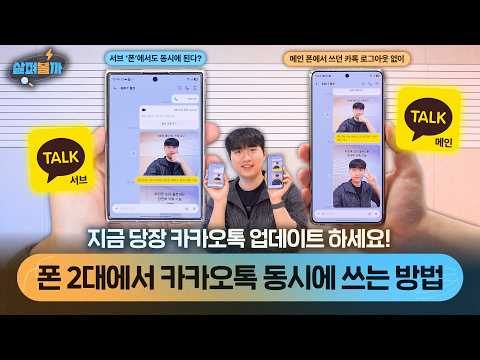 살펴볼까
서브 '폰'에서도 동시에 된다?
메인 폰에서 쓰던 카톡 로그아웃 없이
TALK
서브
TALK
메인
지금 당장 카카오톡 업데이트 하세요!
폰 2대에서 카카오톡 동시에 쓰는 방법